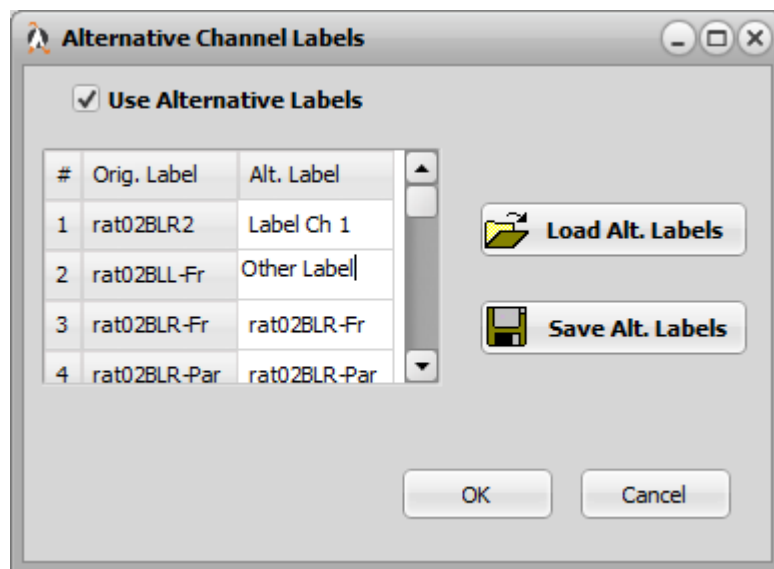 Alternative Channel Labels
Use Alternative Labels
# Orig. Label Alt. Label
1 rat02BLR2 Label Ch 1
2 rat02BLL-Fr Other Label
3 rat02BLR-Fr rat02BLR-Fr
4 rat02BLR-Par rat02BLR-Par
Load Alt. Labels
Save Alt. Labels
OK Cancel